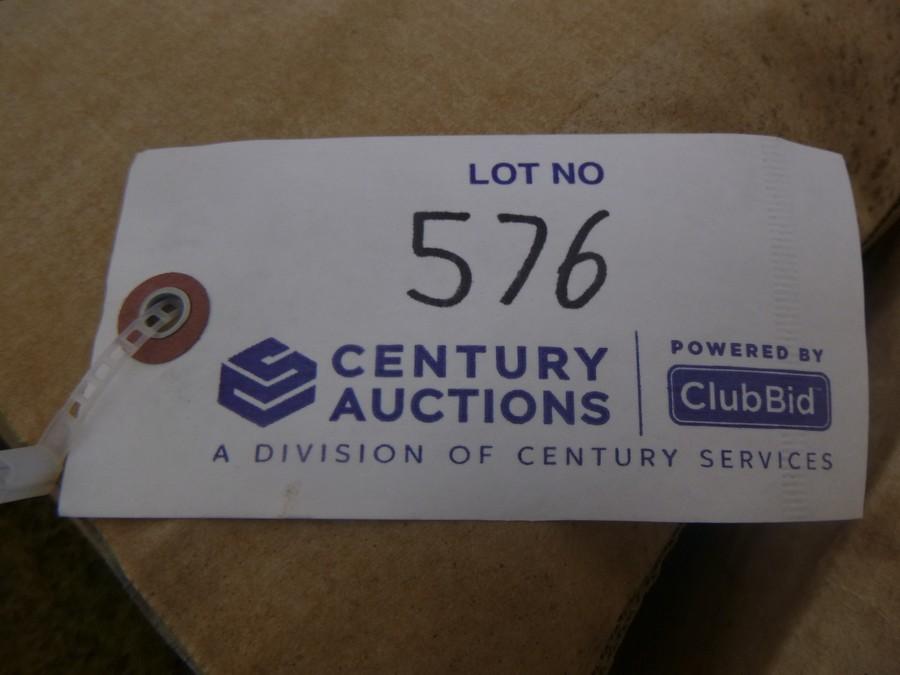 LOT NO
576
CENTURY
AUCTIONS
POWERED BY
ClubBid
A DIVISION OF CENTURY SERVICES